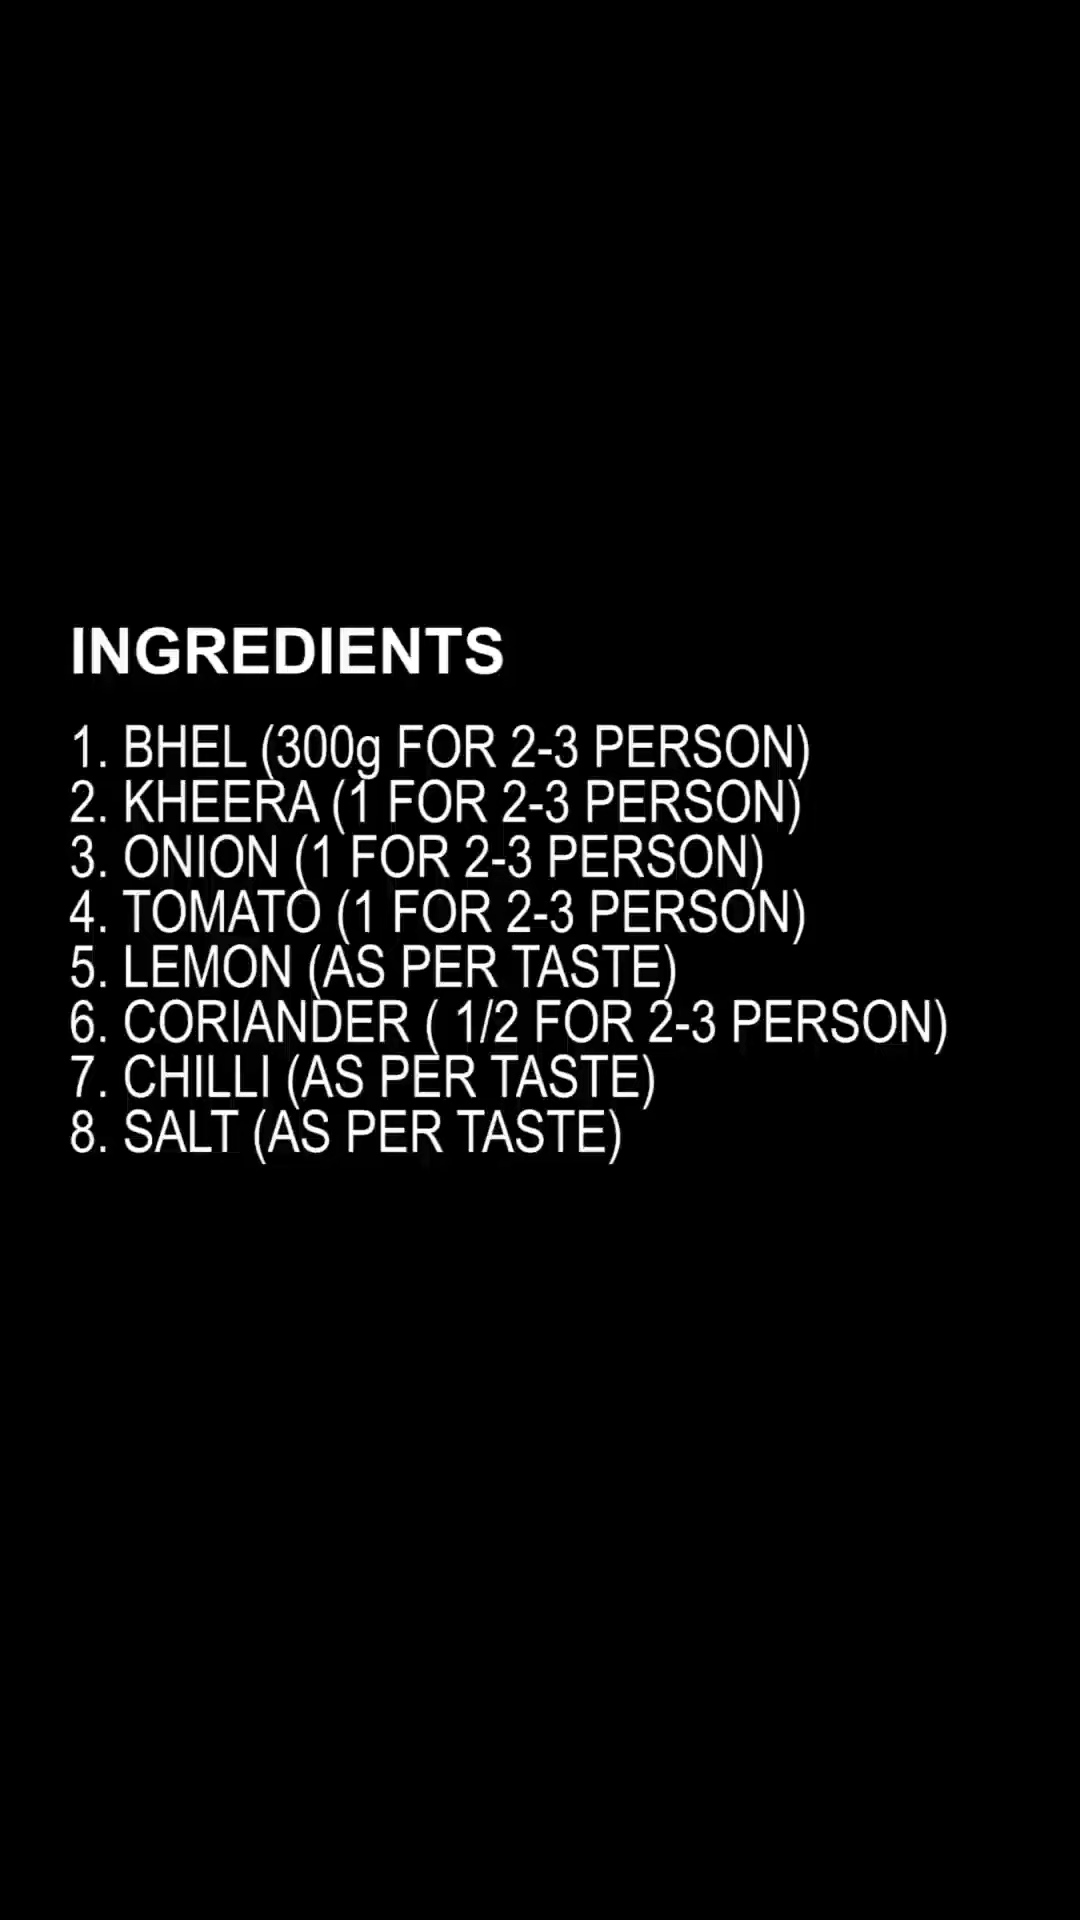 INGREDIENTS
1. BHEL (300g FOR 2-3 PERSON)
2. KHEERA (1 FOR 2-3 PERSON)
3. ONION (1 FOR 2-3 PERSON)
4. TOMATO (1 FOR 2-3 PERSON)
5. LEMON (AS PER TASTE)
6. CORIANDER ( 1/2 FOR 2-3 PERSON)
7. CHILLI (AS PER TASTE)
8. SALT (AS PER TASTE)